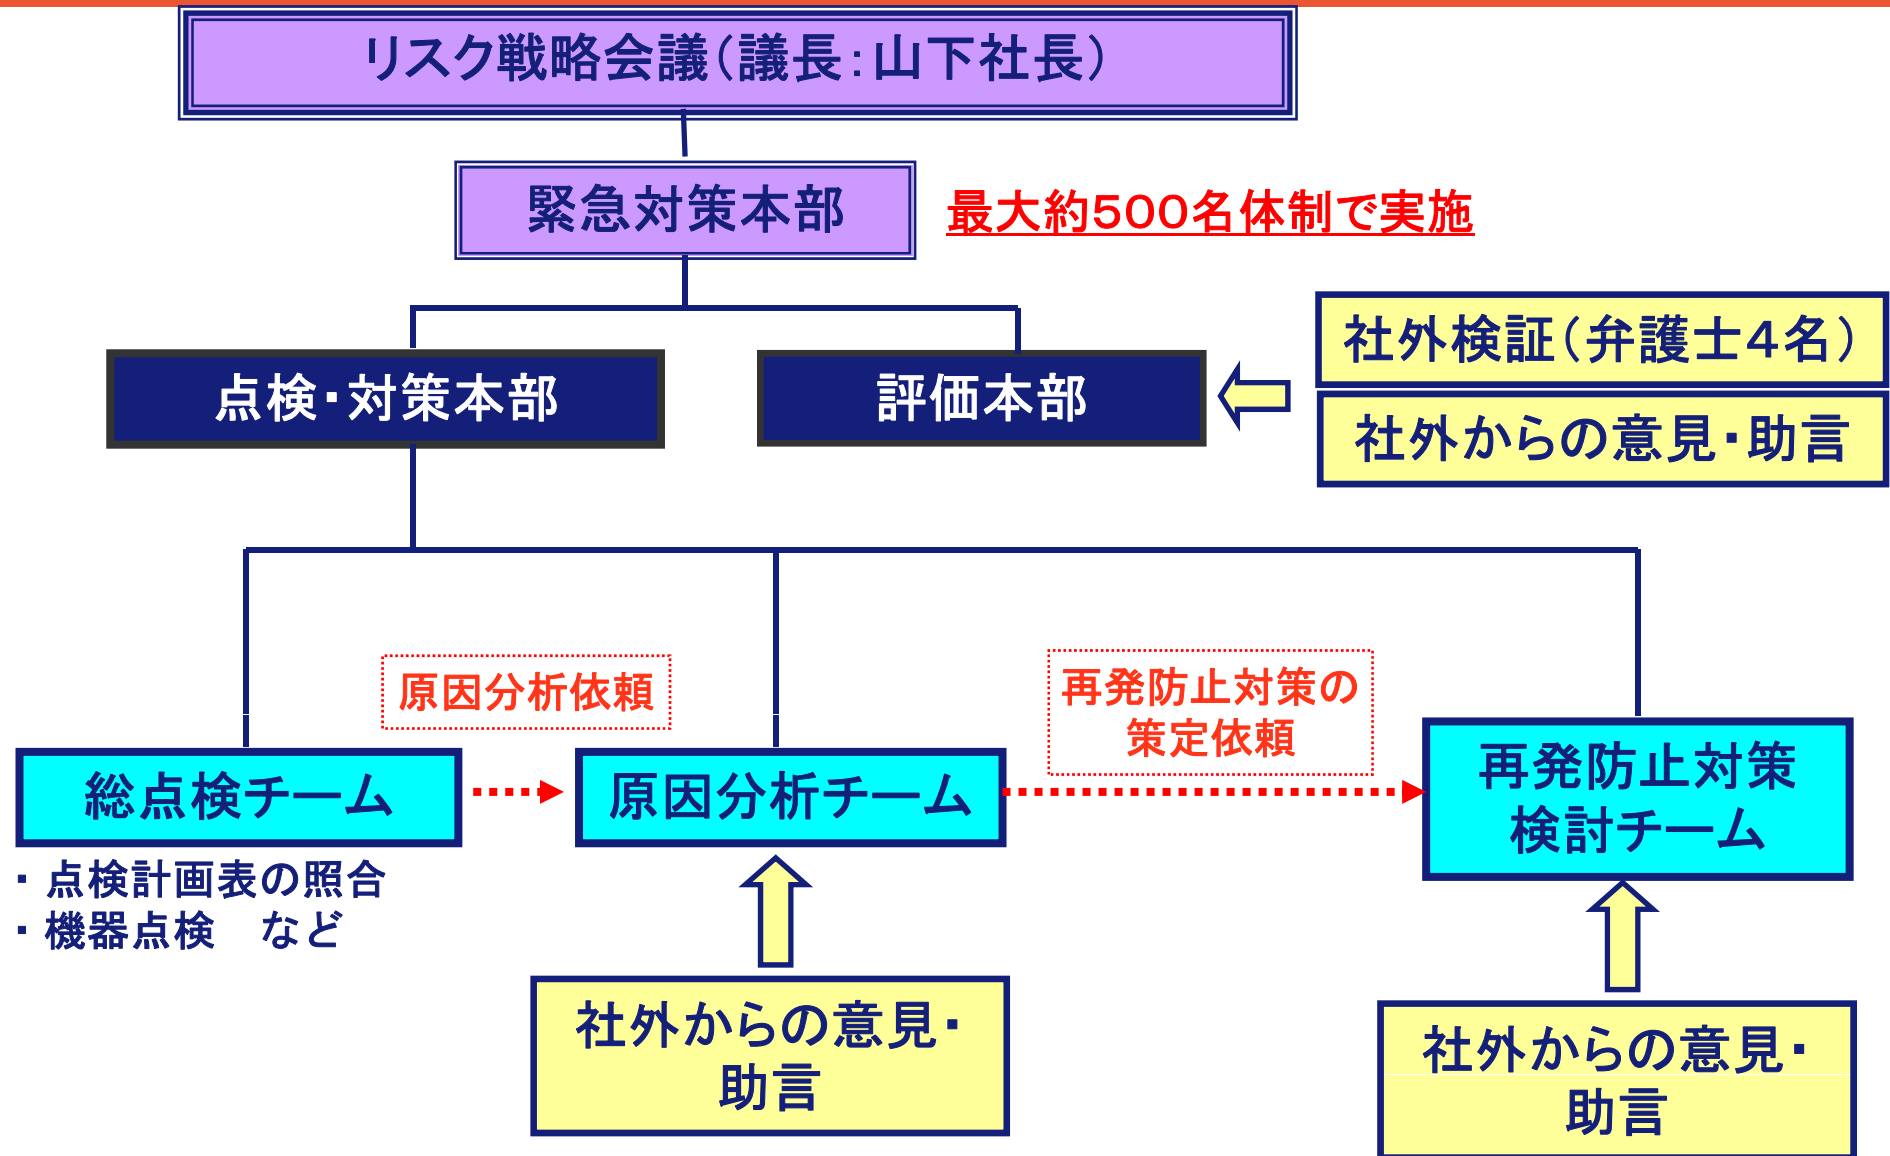 リスク戦略会議（議長：山下社長）
緊急対策本部
最大約５００名体制で実施
社外検証（弁護士４名）
点検・対策本部
評価本部
社外からの意見・助言
原因分析依頼
再発防止対策の
策定依頼
総点検チーム
原因分析チーム
再発防止対策
検討チーム
・点検計画表の照合
・機器点検　など
社外からの意見・
助言
社外からの意見・
助言